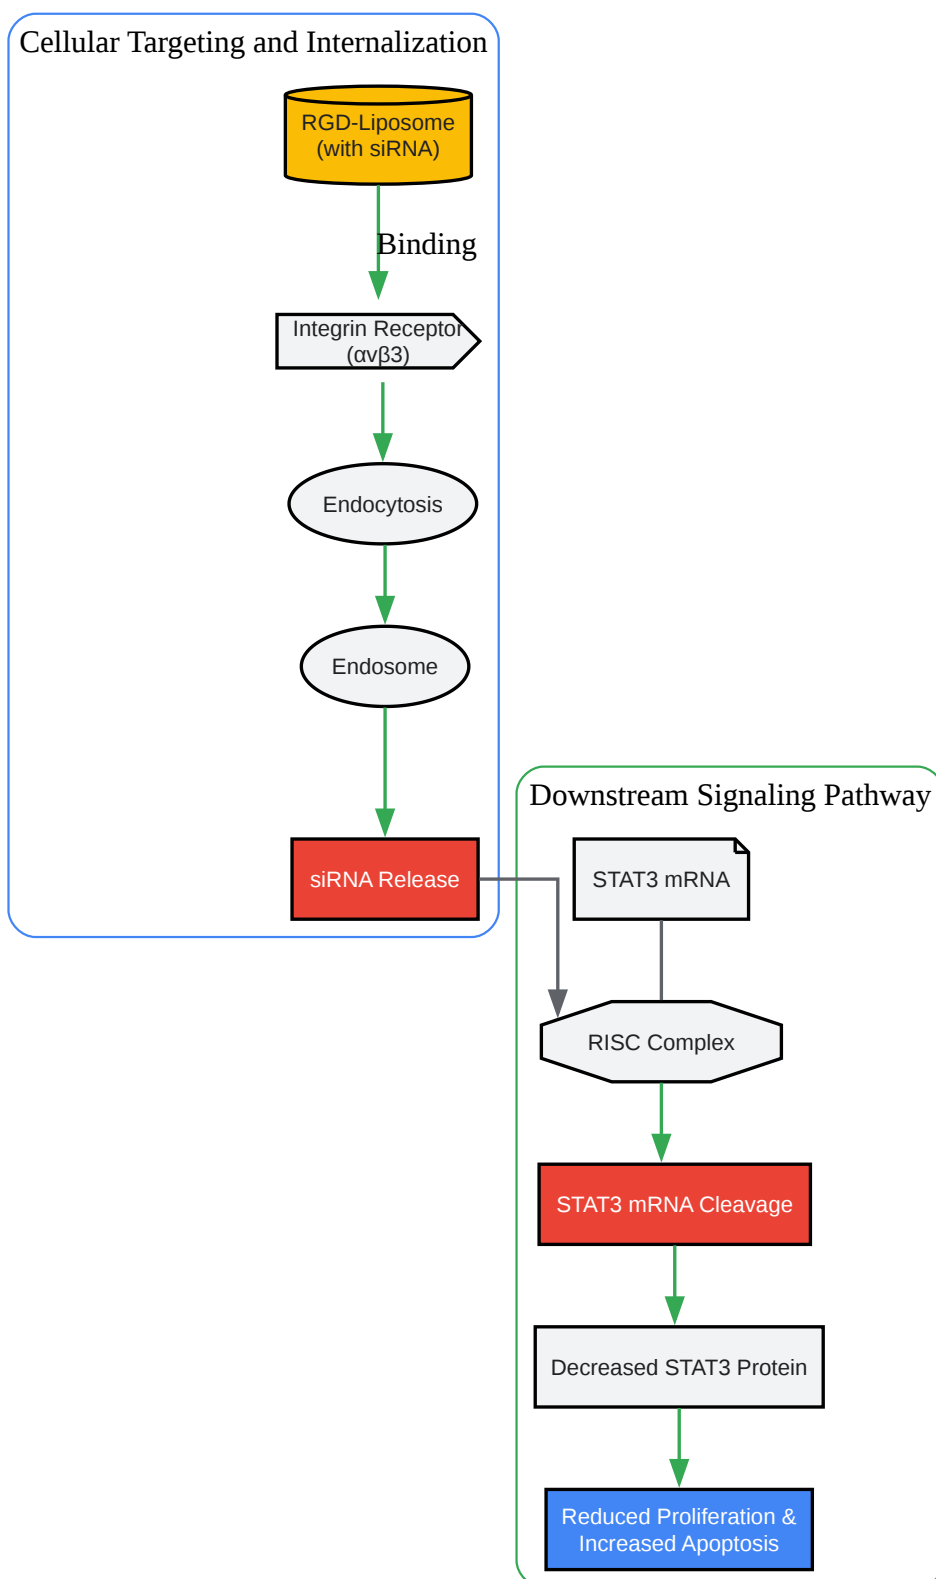 Cellular Targeting and Internalization
RGD-Liposome
(with siRNA)
Binding
Integrin Receptor
(αvβ3)
Endocytosis
Endosome
siRNA Release
Downstream Signaling Pathway
STAT3 mRNA
RISC Complex
STAT3 mRNA Cleavage
Decreased STAT3 Protein
Reduced Proliferation &
Increased Apoptosis